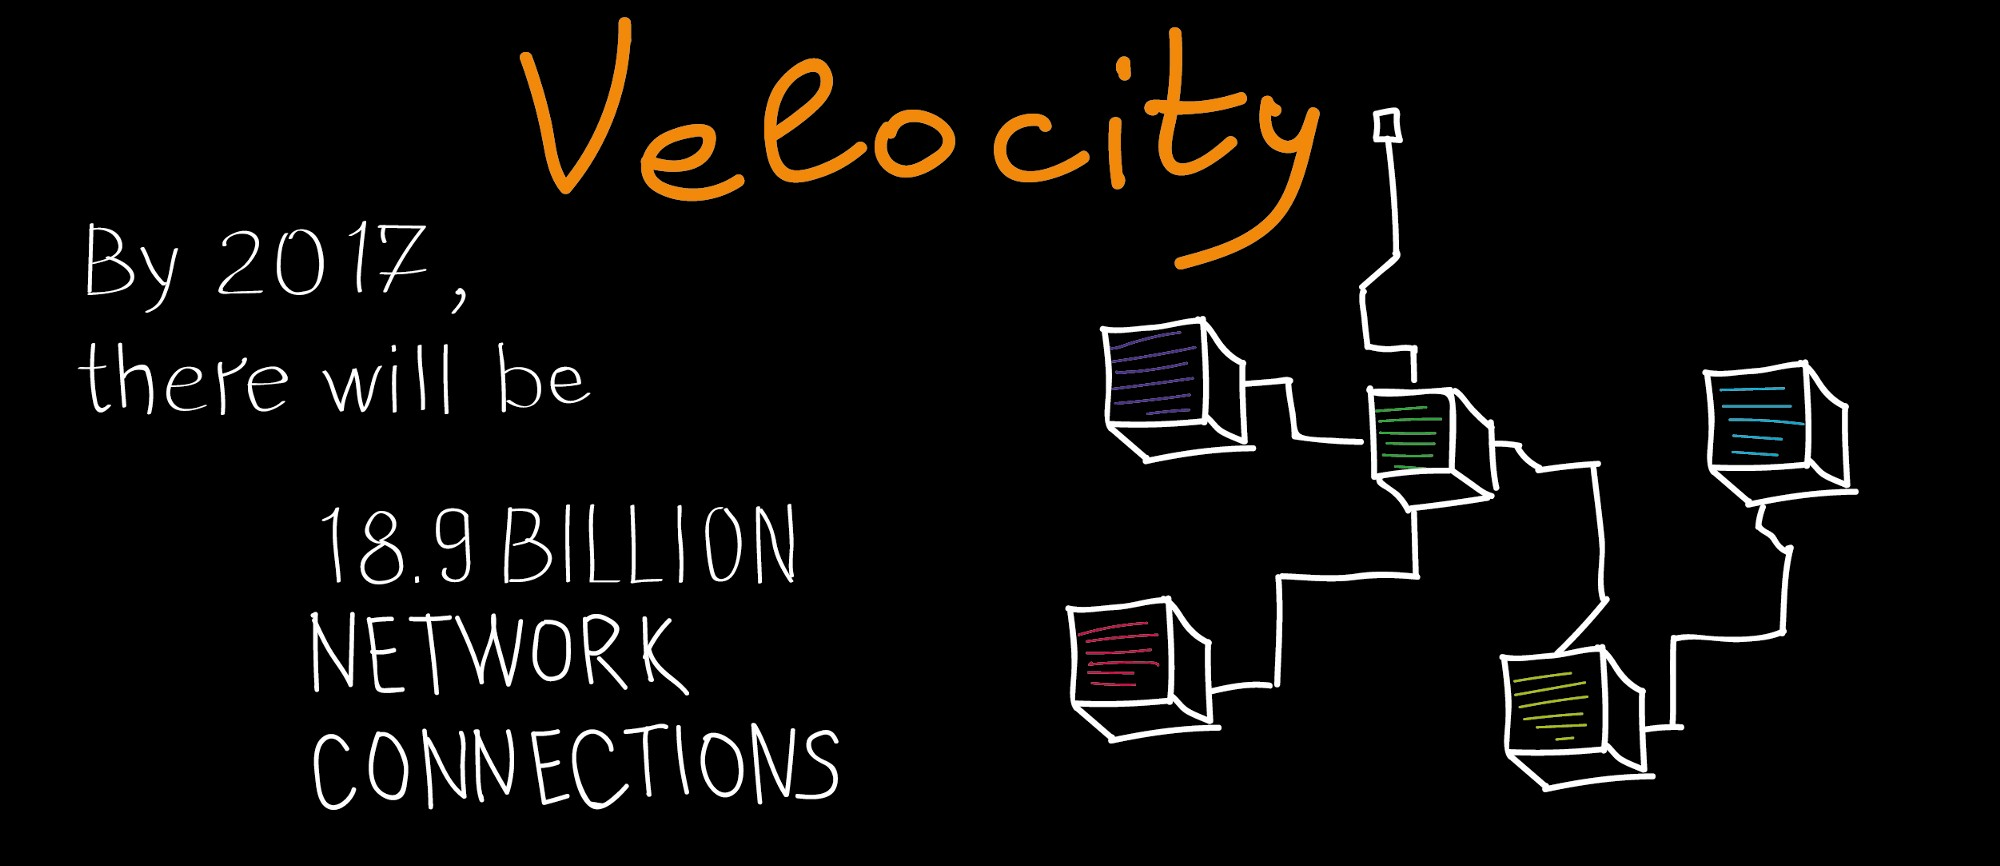 Velocity
By 2017,
there will be
18.9 BILLION
NETWORK
CONNECTIONS